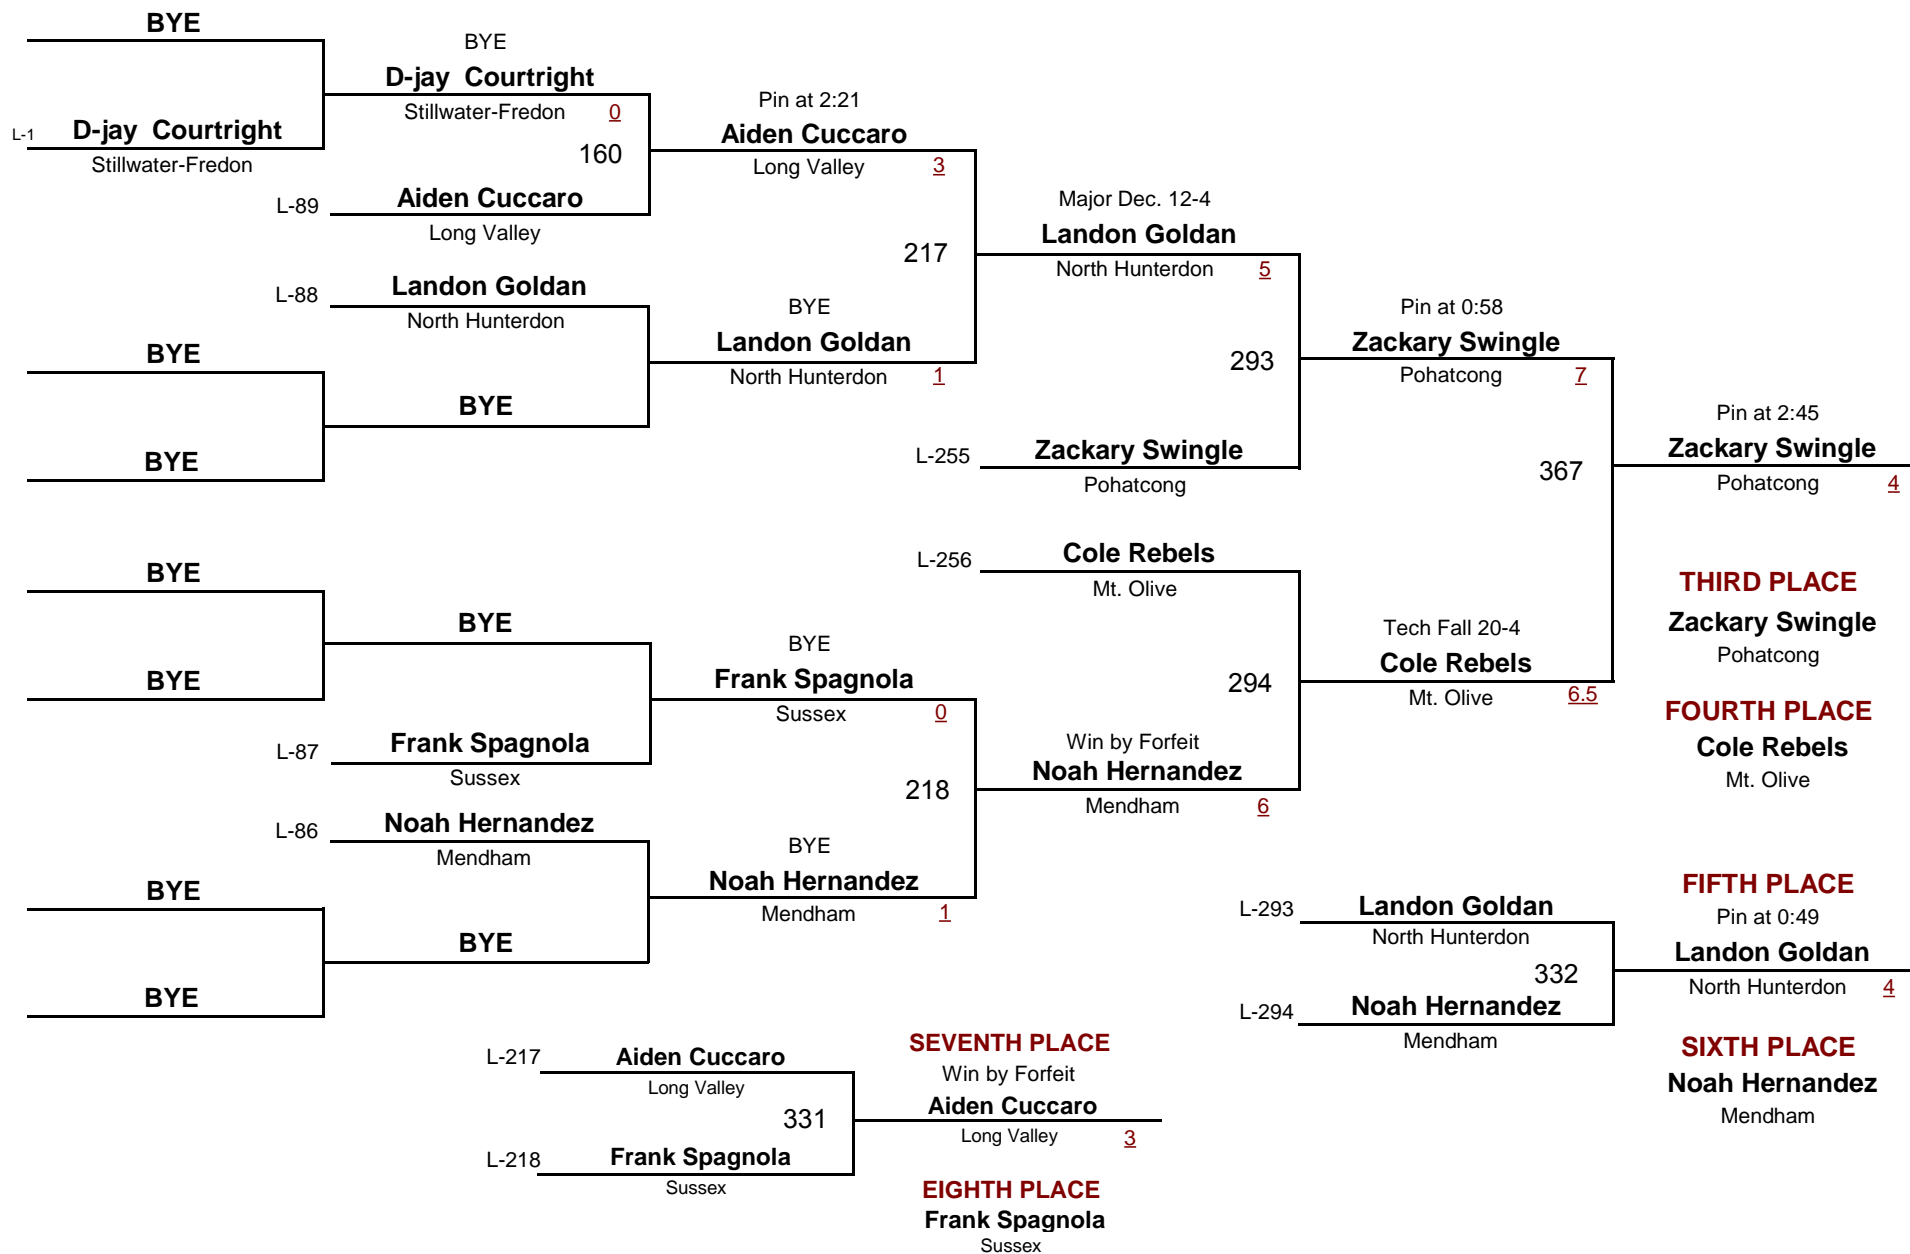 BYE
BYE
D-jay  Courtright
Stillwater-Fredon 0
L-1 D-jay  Courtright
Stillwater-Fredon
160
Pin at 2:21
Aiden Cuccaro
Long Valley 3
L-89 Aiden Cuccaro
Long Valley
217
Major Dec. 12-4
Landon Goldan
North Hunterdon 5
L-88 Landon Goldan
North Hunterdon
BYE
Landon Goldan
North Hunterdon 1
BYE
BYE
BYE
293
Pin at 0:58
Zackary Swingle
Pohatcong 7
L-255 Zackary Swingle
Pohatcong
367
Pin at 2:45
Zackary Swingle
Pohatcong 4
L-256 Cole Rebels
Mt. Olive
BYE
BYE
BYE
BYE
Frank Spagnola
Sussex 0
L-87 Frank Spagnola
Sussex
294
Tech Fall 20-4
Cole Rebels
Mt. Olive 6.5
THIRD PLACE
Zackary Swingle
Pohatcong
FOURTH PLACE
Cole Rebels
Mt. Olive
218
Win by Forfeit
Noah Hernandez
Mendham 6
L-86 Noah Hernandez
Mendham
BYE
Noah Hernandez
Mendham 1
BYE
BYE
BYE
L-293 Landon Goldan
North Hunterdon
332
L-294 Noah Hernandez
Mendham
FIFTH PLACE
Pin at 0:49
Landon Goldan
North Hunterdon 4
SIXTH PLACE
Noah Hernandez
Mendham
L-217 Aiden Cuccaro
Long Valley
331
L-218 Frank Spagnola
Sussex
SEVENTH PLACE
Win by Forfeit
Aiden Cuccaro
Long Valley 3
EIGHTH PLACE
Frank Spagnola
Sussex